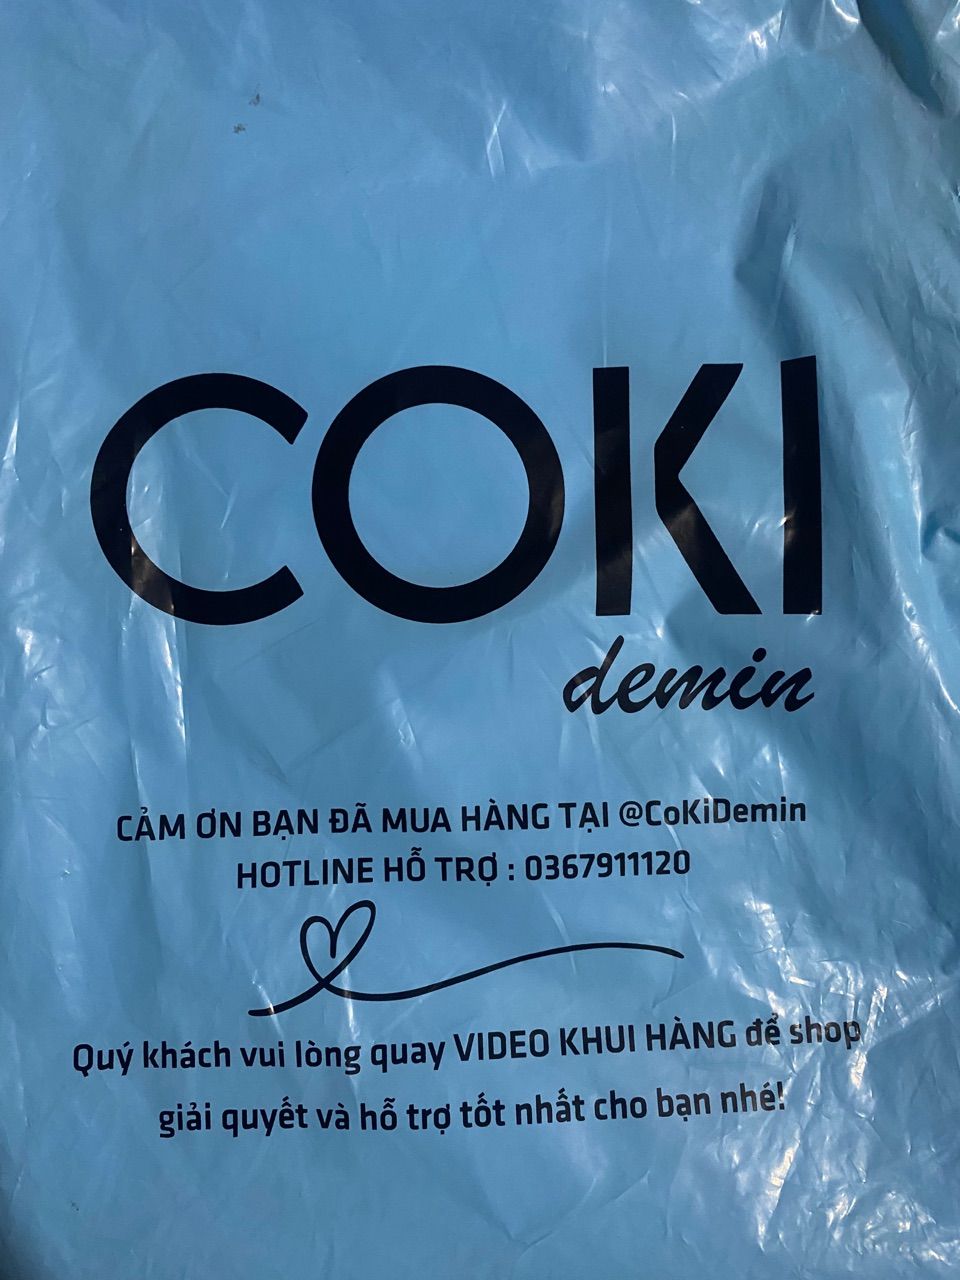 COKI
demin
CẢM ƠN BẠN ĐÃ MUA HÀNG TẠI @CoKiDemin
HOTLINE HỖ TRỢ : 0367911120
Quý khách vui lòng quay VIDEO KHUI HÀNG để shop
giải quyết và hỗ trợ tốt nhất cho bạn nhé!